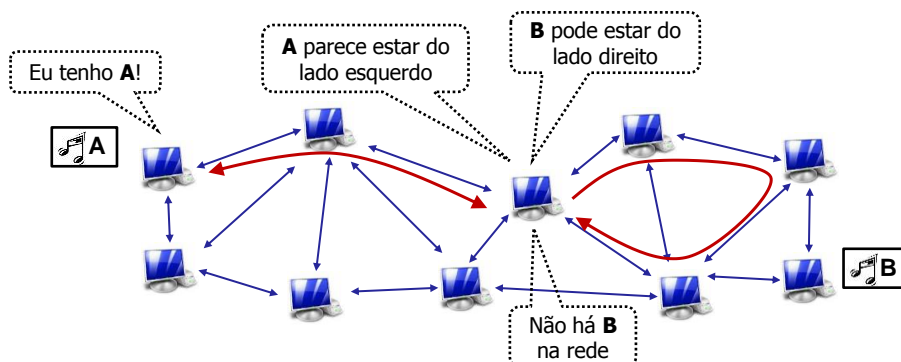 Eu tenho A!
A parece estar do
lado esquerdo
B pode estar do
lado direito
A
B
Não há B
na rede